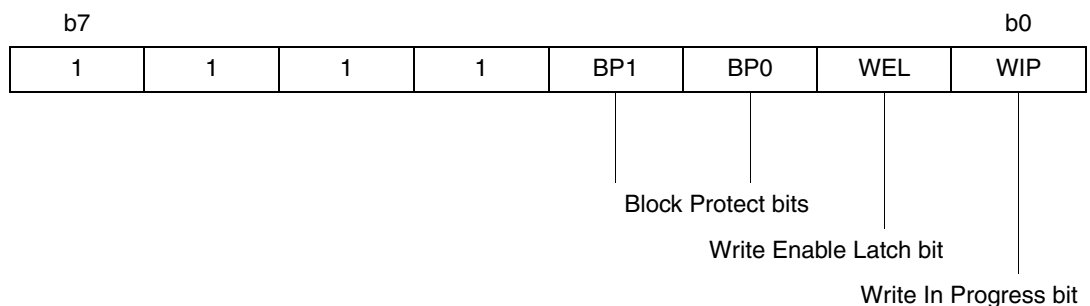 b7 b0
1 1 1 1 BP1 BP0 WEL WIP
Block Protect bits
Write Enable Latch bit
Write In Progress bit